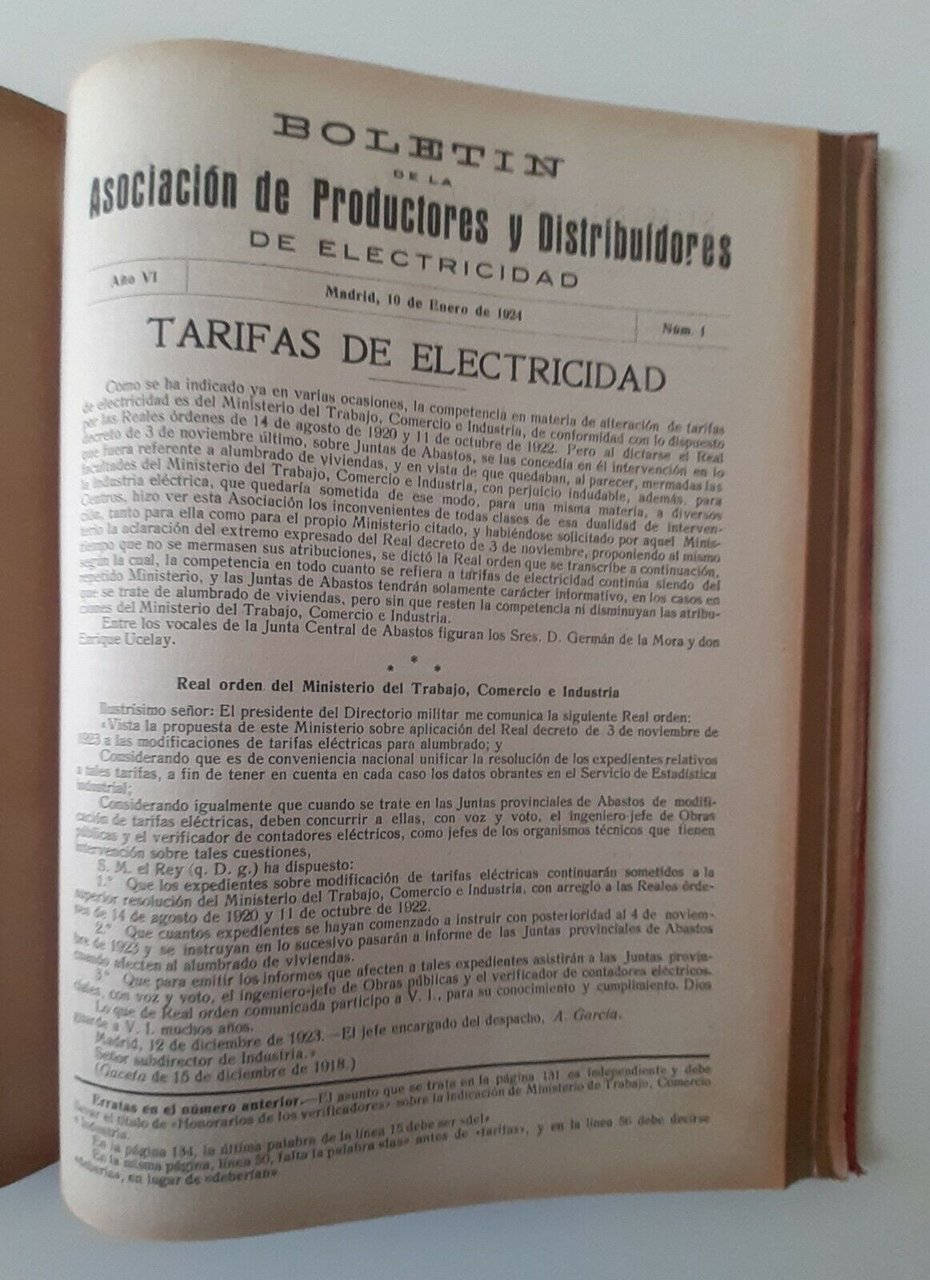 BOLETIN
DE LA
Asociación de Productores y Distribuidores
DE ELECTRICIDAD
Año VI
Madrid, 10 de Enero de 1924
Núm. 1
TARIFAS DE ELECTRICIDAD
Como se ha indicado ya en varias ocasiones, la competencia en materia de alteración de tarifas
de electricidad es del Ministerio del Trabajo, Comercio e Industria, de conformidad con lo dispuesto
por las Reales órdenes de 14 de agosto de 1920 y 11 de octubre de 1922. Pero al dictarse el Real
decreto de 3 de noviembre último, sobre Juntas de Abastos, se las concedía en él intervención en lo
que fuera referente a alumbrado de viviendas, y en vista de que quedaban, al parecer, mermadas las
facultades del Ministerio del Trabajo, Comercio e Industria, con perjuicio indudable, además, para
la industria eléctrica, que quedaría sometida de ese modo, para una misma materia, a diversos
Centros, hizo ver esta Asociación los inconvenientes de todas clases de esa dualidad de interven-
ción, tanto para ella como para el propio Ministerio citado, y habiéndose solicitado por aquel Minis-
terio la aclaración del extremo expresado del Real decreto de 3 de noviembre, proponiendo al mismo
tiempo que no se mermasen sus atribuciones, se dictó la Real orden que se transcribe a continuación,
según la cual, la competencia en todo cuanto se refiera a tarifas de electricidad continúa siendo del
repetido Ministerio, y las Juntas de Abastos tendrán solamente carácter informativo, en los casos en
que se trate de alumbrado de viviendas, pero sin que resten la competencia ni disminuyan las atribu-
ciones del Ministerio del Trabajo, Comercio e Industria.
Entre los vocales de la Junta Central de Abastos figuran los Sres. D. Germán de la Mora y don
Enrique Ucelay.
* * *
Real orden del Ministerio del Trabajo, Comercio e Industria
Ilustrísimo señor: El presidente del Directorio militar me comunica la siguiente Real orden:
«Vista la propuesta de este Ministerio sobre aplicación del Real decreto de 3 de noviembre de
1923 a las modificaciones de tarifas eléctricas para alumbrado; y
Considerando que es de conveniencia nacional unificar la resolución de los expedientes relativos
a tales tarifas, a fin de tener en cuenta en cada caso los datos obrantes en el Servicio de Estadística
industrial;
Considerando igualmente que cuando se trate en las Juntas provinciales de Abastos de modifi-
cación de tarifas eléctricas, deben concurrir a ellas, con voz y voto, el ingeniero-jefe de Obras
públicas y el verificador de contadores eléctricos, como jefes de los organismos técnicos que tienen
intervención sobre tales cuestiones,
S. M. el Rey (q. D. g.) ha dispuesto:
1.º Que los expedientes sobre modificación de tarifas eléctricas continuarán sometidos a la
superior resolución del Ministerio del Trabajo, Comercio e Industria, con arreglo a las Reales órde-
nes de 14 de agosto de 1920 y 11 de octubre de 1922.
2.º Que cuantos expedientes se hayan comenzado a instruir con posterioridad al 4 de noviem-
bre de 1923 y se instruyan en lo sucesivo pasarán a informe de las Juntas provinciales de Abastos
cuando afecten al alumbrado de viviendas.
3.º Que para emitir los informes que afecten a tales expedientes asistirán a las Juntas provin-
ciales, con voz y voto, el ingeniero-jefe de Obras públicas y el verificador de contadores eléctricos.
Lo que de Real orden comunicada participo a V. I., para su conocimiento y cumplimiento. Dios
guarde a V. I. muchos años.
Madrid, 12 de diciembre de 1923.—El jefe encargado del despacho, A. García.
Señor subdirector de Industria.»
(Gaceta de 15 de diciembre de 1918.)
Erratas en el número anterior.—El asunto que se trata en la página 131 es independiente y debe
llevar el título de «Honorarios de los verificadores» sobre la indicación de Ministerio de Trabajo, Comercio
e Industria.
En la página 134, la última palabra de la línea 15 debe ser «del»
En la misma página, línea 50, falta la palabra «las» antes de «tarifas», y en la línea 56 debe decirse
«debería», en lugar de «deberían»